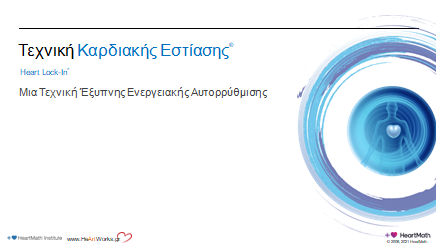 Τεχνική Καρδιακής Εστίασης®
Heart Lock-In®
Μια Τεχνική Έξυπνης Ενεργειακής Αυτορρύθμισης
HeartMath Institute
www.HeArtWorks.gr
HeartMath